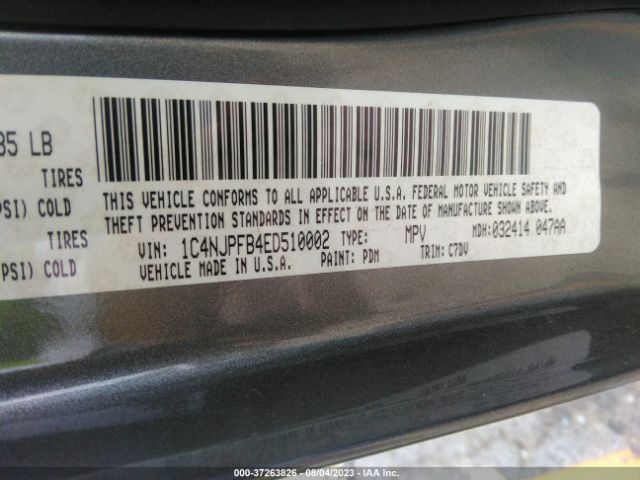 85 LB
TIRES
PSI) COLD
TIRES
PSI) COLD
THIS VEHICLE CONFORMS TO ALL APPLICABLE U.S.A. FEDERAL MOTOR VEHICLE SAFETY AND
THEFT PREVENTION STANDARDS IN EFFECT ON THE DATE OF MANUFACTURE SHOWN ABOVE.
VIN: 1C4NJPFB4ED510002 TYPE: MPV MDH:032414 047AA
VEHICLE MADE IN U.S.A. PAINT: PDM TRIM: C7DV
000-37263826 - 08/04/2023 - IAA Inc.